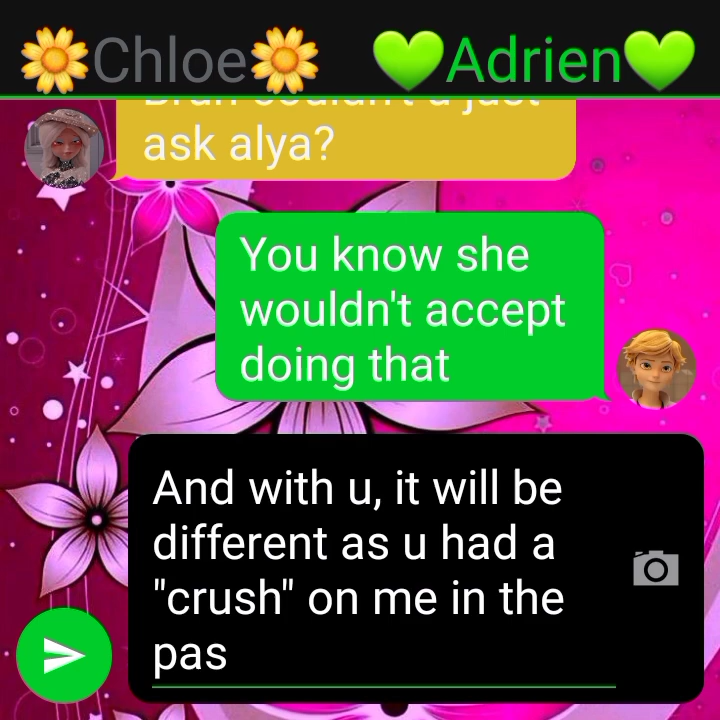 🌼Chloe🌼 💚Adrien💚
ask alya?
You know she
wouldn't accept
doing that
And with u, it will be
different as u had a
"crush" on me in the
pas